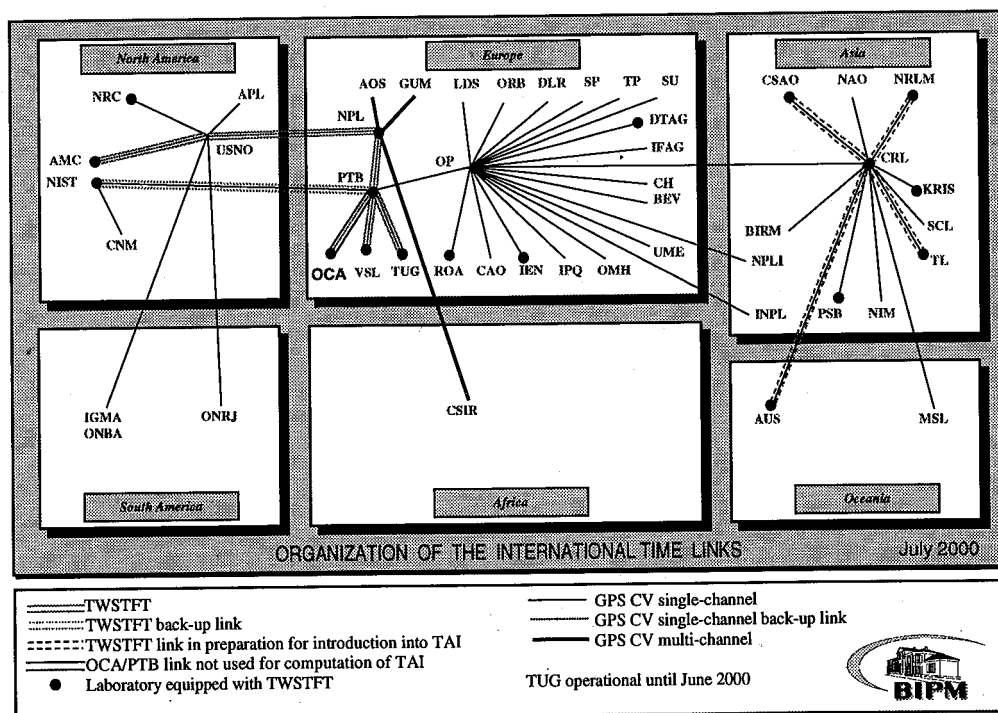 North America
Europe
Asia
NRC
APL
USNO
AMC
NIST
CNM
AOS GUM LDS ORB DLR SP TP SU
NPL
DTAG
OP
IFAG
PTB
CH
BEV
UME
NPLI
INPL
OCA VSL TUG ROA CAO IEN IPQ OMH
CSAO NAO NRLM
CRL
KRIS
SCL
BIRM
TL
PSB NIM
IGMA
ONBA
ONRJ
CSIR
AUS
MSL
South America
Africa
Oceania
ORGANIZATION OF THE INTERNATIONAL TIME LINKS July 2000
TWSTFT
TWSTFT back-up link
TWSTFT link in preparation for introduction into TAI
OCA/PTB link not used for computation of TAI
Laboratory equipped with TWSTFT
GPS CV single-channel
GPS CV single-channel back-up link
GPS CV multi-channel
TUG operational until June 2000
BIPM